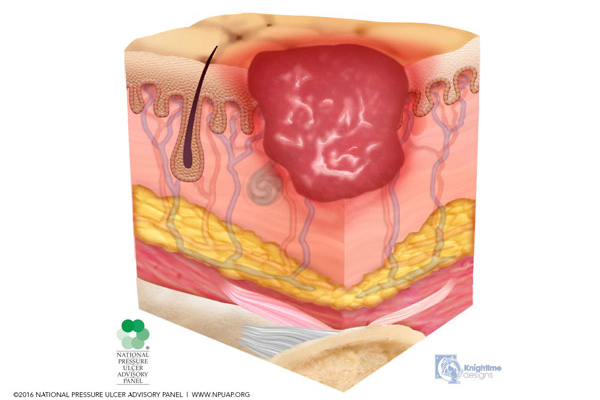 NATIONAL
PRESSURE
ULCER
ADVISORY
PANEL
Knightime
designs
©2016 NATIONAL PRESSURE ULCER ADVISORY PANEL | WWW.NPUAP.ORG